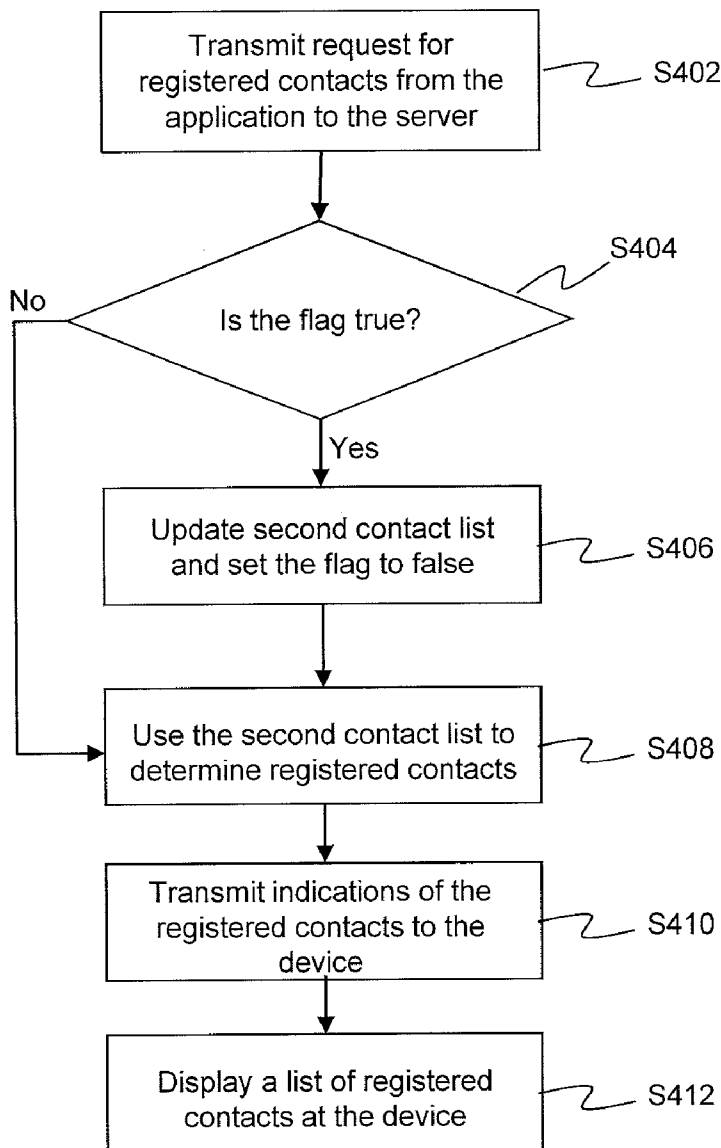 Transmit request for
registered contacts from the
application to the server
S402
S404
No
Is the flag true?
Yes
Update second contact list
and set the flag to false
S406
Use the second contact list to
determine registered contacts
S408
Transmit indications of the
registered contacts to the
device
S410
Display a list of registered
contacts at the device
S412